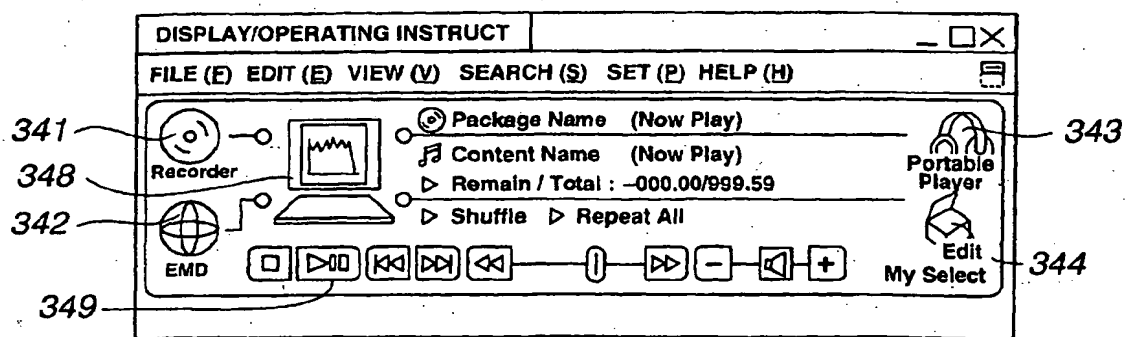 DISPLAY/OPERATING INSTRUCT
FILE (F) EDIT (E) VIEW (V) SEARCH (S) SET (P) HELP (H)
341
Recorder
348
342
EMD
349
Package Name (Now Play)
Content Name (Now Play)
Remain / Total : –000.00/999.59
Shuffle Repeat All
343
Portable
Player
Edit
344
My Select